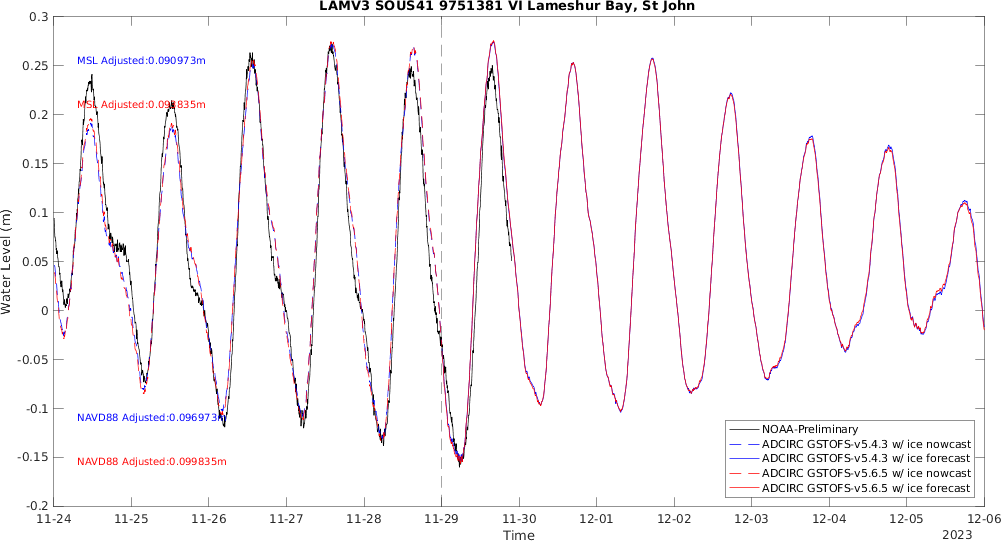 LAMV3 SOUS41 9751381 VI Lameshur Bay, St John
0.3
0.25
0.2
0.15
0.1
0.05
0
-0.05
-0.1
-0.15
-0.2
Water Level (m)
MSL Adjusted:0.090973m
MSL Adjusted:0.093835m
NAVD88 Adjusted:0.096973m
NAVD88 Adjusted:0.099835m
NOAA-Preliminary
ADCIRC GSTOFS-v5.4.3 w/ ice nowcast
ADCIRC GSTOFS-v5.4.3 w/ ice forecast
ADCIRC GSTOFS-v5.6.5 w/ ice nowcast
ADCIRC GSTOFS-v5.6.5 w/ ice forecast
11-24 11-25 11-26 11-27 11-28 11-29 11-30 12-01 12-02 12-03 12-04 12-05 12-06
Time
2023